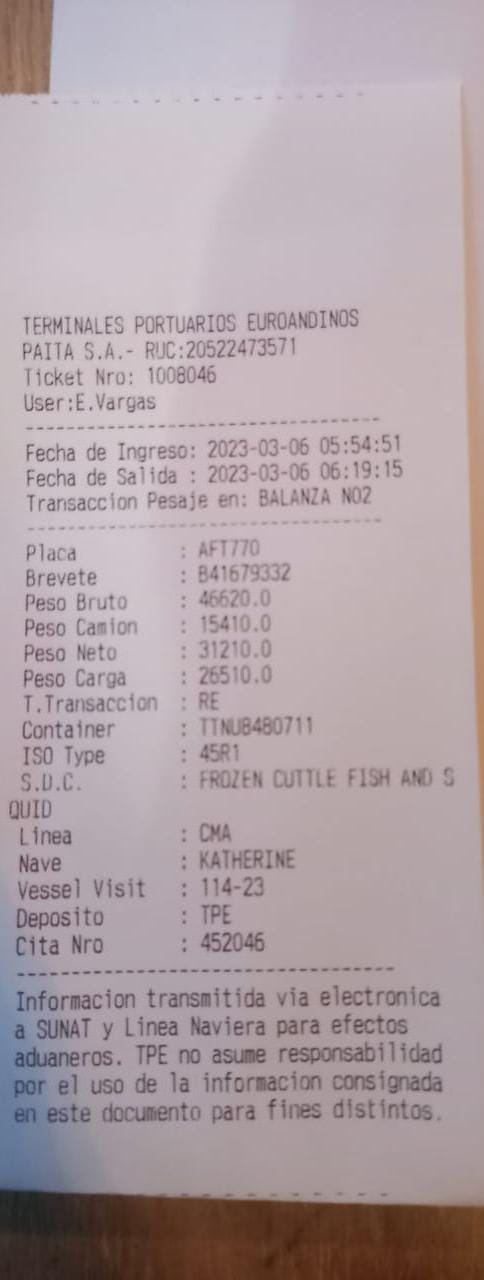 TERMINALES PORTUARIOS EUROANDINOS
PAITA S.A.- RUC:20522473571
Ticket Nro: 1008046
User:E.Vargas
Fecha de Ingreso: 2023-03-06 05:54:51
Fecha de Salida : 2023-03-06 06:19:15
Transaccion Pesaje en: BALANZA NO2
Placa : AFT770
Brevete : B41679332
Peso Bruto : 46620.0
Peso Camion : 15410.0
Peso Neto : 31210.0
Peso Carga : 26510.0
T.Transaccion : RE
Container : TTNU8480711
ISO Type : 45R1
S.D.C. : FROZEN CUTTLE FISH AND S
QUID
Linea : CMA
Nave : KATHERINE
Vessel Visit : 114-23
Deposito : TPE
Cita Nro : 452046
Informacion transmitida via electronica
a SUNAT y Linea Naviera para efectos
aduaneros. TPE no asume responsabilidad
por el uso de la informacion consignada
en este documento para fines distintos.